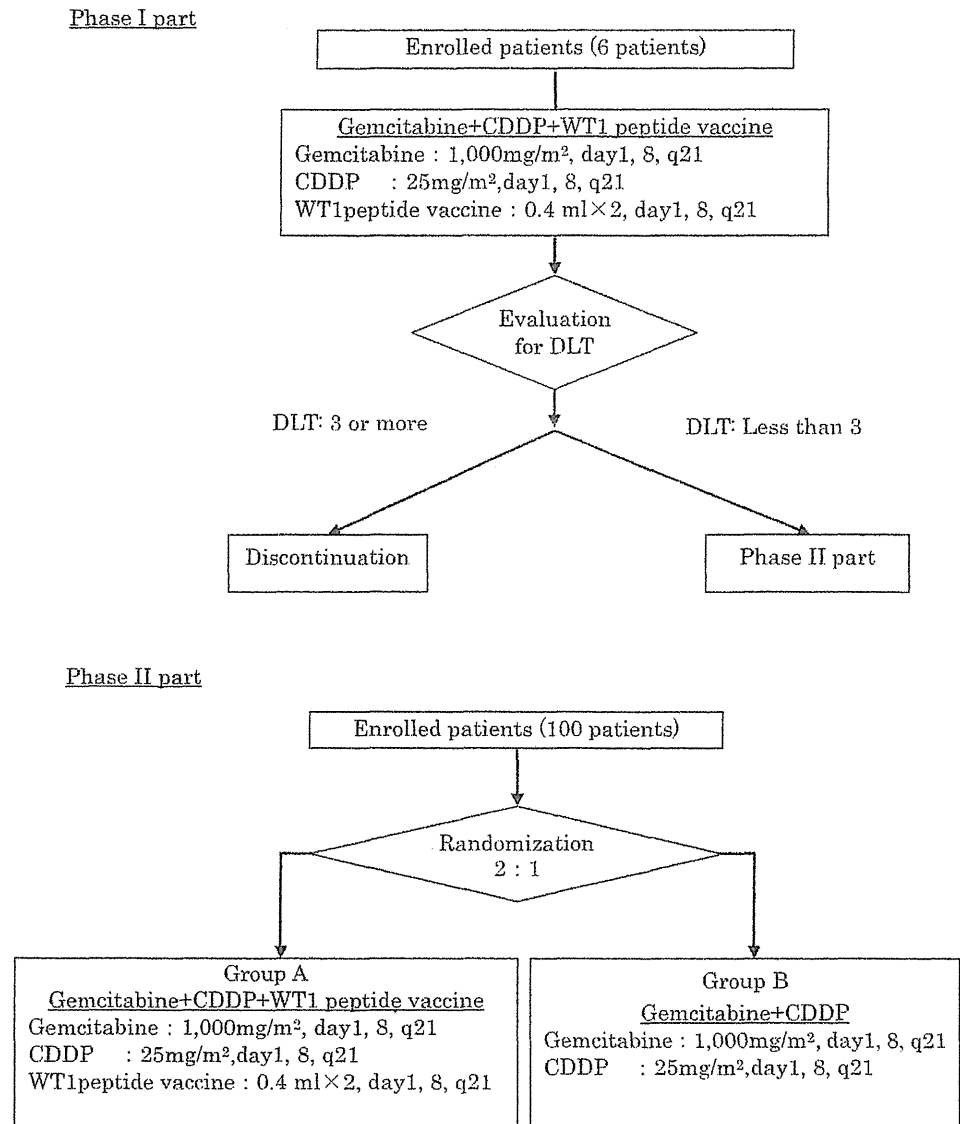 Phase I part
Enrolled patients (6 patients)
Gemcitabine+CDDP+WT1 peptide vaccine
Gemcitabine : 1,000mg/m², day1, 8, q21
CDDP : 25mg/m²,day1, 8, q21
WT1peptide vaccine : 0.4 ml×2, day1, 8, q21
Evaluation
for DLT
DLT: 3 or more
DLT: Less than 3
Discontinuation
Phase II part
Phase II part
Enrolled patients (100 patients)
Randomization
2 : 1
Group A
Gemcitabine+CDDP+WT1 peptide vaccine
Gemcitabine : 1,000mg/m², day1, 8, q21
CDDP : 25mg/m²,day1, 8, q21
WT1peptide vaccine : 0.4 ml×2, day1, 8, q21
Group B
Gemcitabine+CDDP
Gemcitabine : 1,000mg/m², day1, 8, q21
CDDP : 25mg/m²,day1, 8, q21